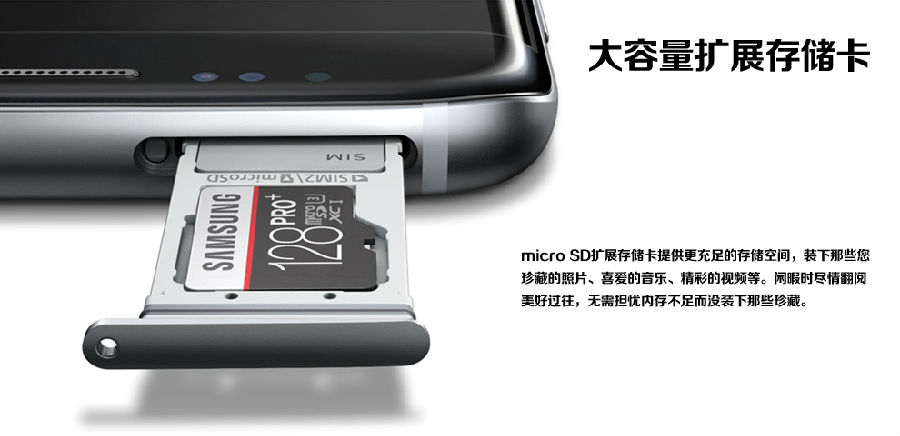 大容量扩展存储卡
SIM
SIM2/microSD
SAMSUNG
PRO+
128
micro SD XC I 3
micro SD扩展存储卡提供更充足的存储空间，装下那些您
珍藏的照片、喜爱的音乐、精彩的视频等。闲暇时尽情翻阅
美好过往，无需担忧内存不足而没装下那些珍藏。